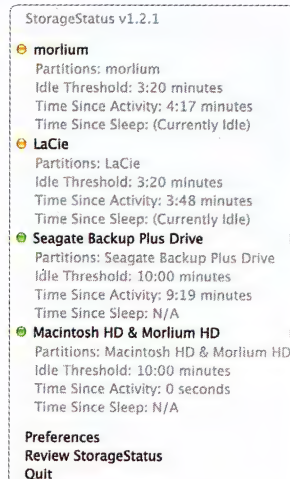 StorageStatus v1.2.1
morlium
Partitions: morlium
Idle Threshold: 3:20 minutes
Time Since Activity: 4:17 minutes
Time Since Sleep: (Currently Idle)
LaCie
Partitions: LaCie
Idle Threshold: 3:20 minutes
Time Since Activity: 3:48 minutes
Time Since Sleep: (Currently Idle)
Seagate Backup Plus Drive
Partitions: Seagate Backup Plus Drive
Idle Threshold: 10:00 minutes
Time Since Activity: 9:19 minutes
Time Since Sleep: N/A
Macintosh HD & Morlium HD
Partitions: Macintosh HD & Morlium HD
Idle Threshold: 10:00 minutes
Time Since Activity: 0 seconds
Time Since Sleep: N/A
Preferences
Review StorageStatus
Quit